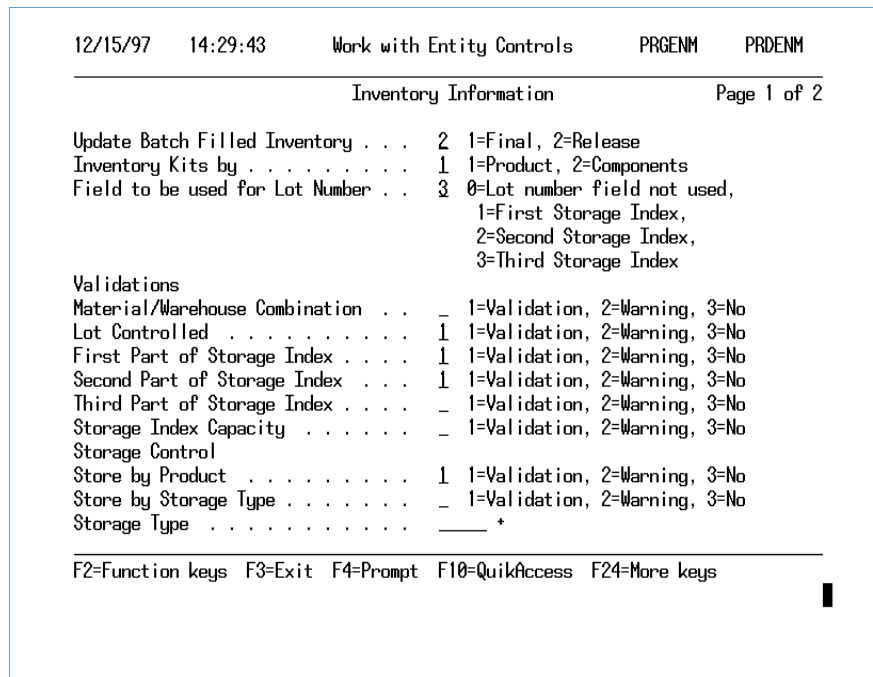 12/15/97 14:29:43 Work with Entity Controls PRGENM PRDENM
Inventory Information Page 1 of 2
Update Batch Filled Inventory . . . 2 1=Final, 2=Release
Inventory Kits by . . . . . . . . . 1 1=Product, 2=Components
Field to be used for Lot Number . . 3 0=Lot number field not used,
1=First Storage Index,
2=Second Storage Index,
3=Third Storage Index
Validations
Material/Warehouse Combination . . _ 1=Validation, 2=Warning, 3=No
Lot Controlled . . . . . . . . . . 1 1=Validation, 2=Warning, 3=No
First Part of Storage Index . . . . 1 1=Validation, 2=Warning, 3=No
Second Part of Storage Index . . . 1 1=Validation, 2=Warning, 3=No
Third Part of Storage Index . . . . _ 1=Validation, 2=Warning, 3=No
Storage Index Capacity . . . . . . _ 1=Validation, 2=Warning, 3=No
Storage Control
Store by Product . . . . . . . . . 1 1=Validation, 2=Warning, 3=No
Store by Storage Type . . . . . . . _ 1=Validation, 2=Warning, 3=No
Storage Type . . . . . . . . . . . _____ +
F2=Function keys F3=Exit F4=Prompt F10=QuikAccess F24=More keys